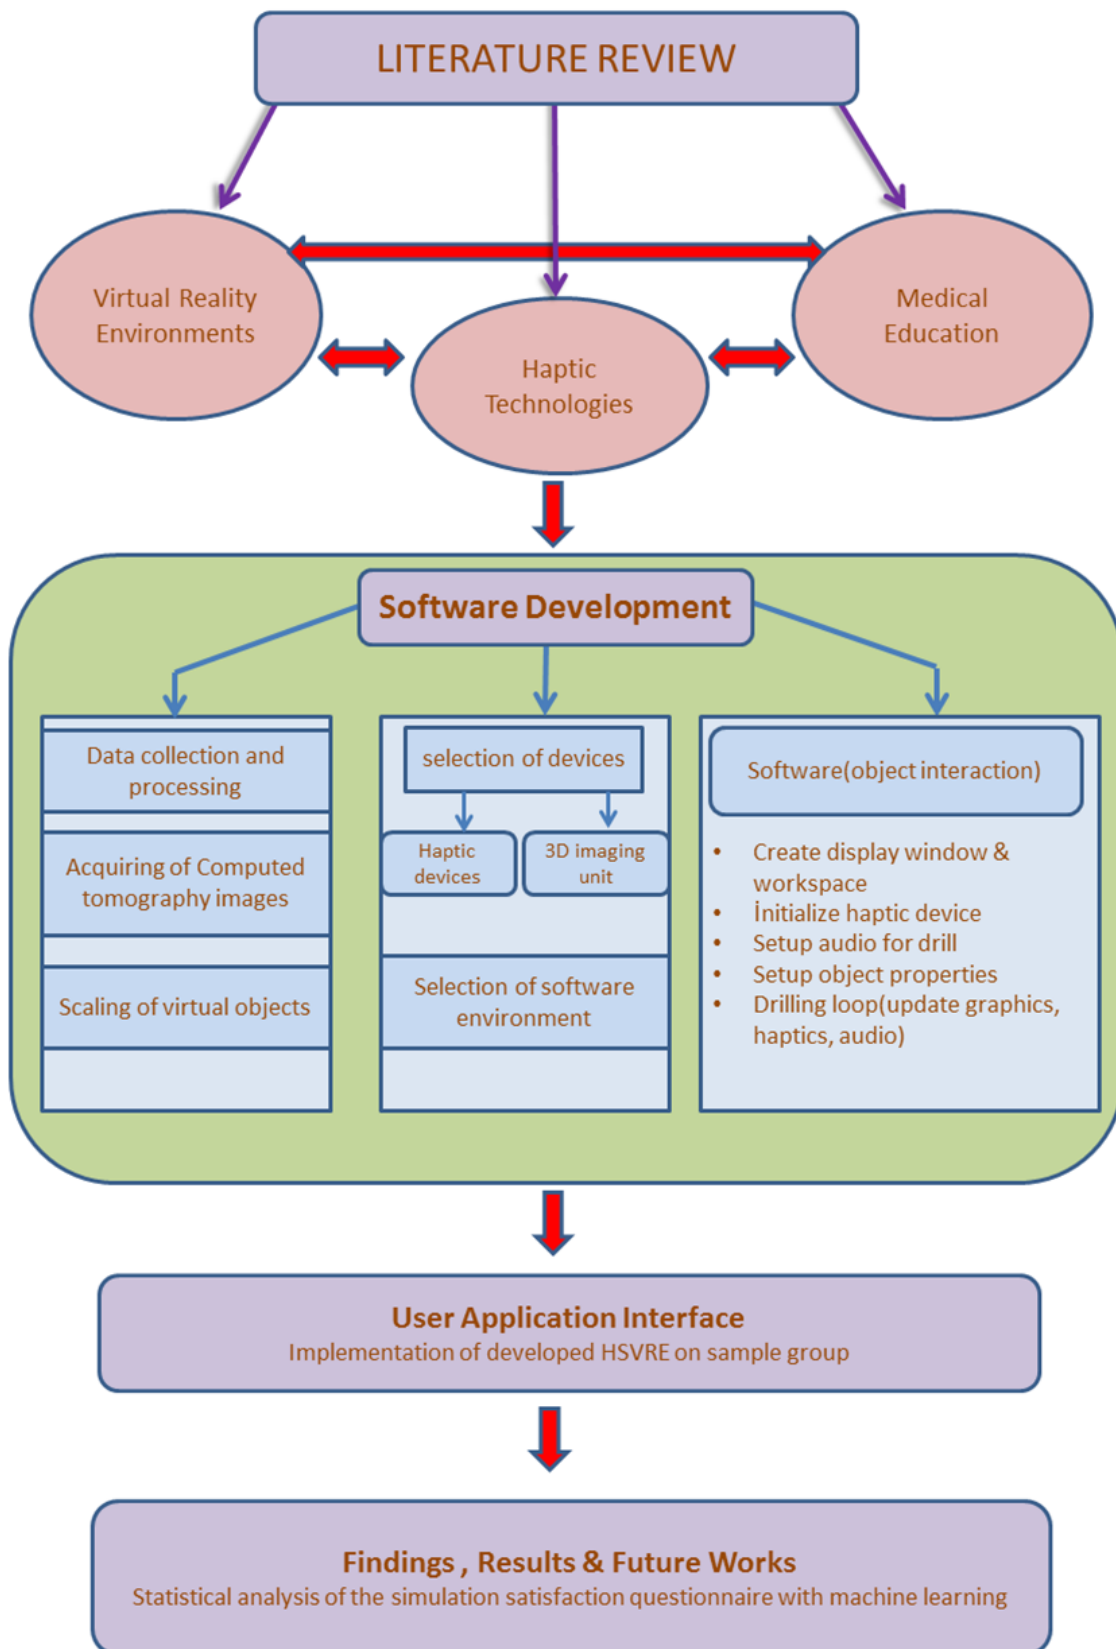 LITERATURE REVIEW
Virtual Reality
Environments
Medical
Education
Haptic
Technologies
Software Development
Data collection and
processing
Acquiring of Computed
tomography images
Scaling of virtual objects
selection of devices
Haptic
devices
3D imaging
unit
Selection of software
environment
Software(object interaction)
• Create display window &
workspace
• İnitialize haptic device
• Setup audio for drill
• Setup object properties
• Drilling loop(update graphics,
haptics, audio)
User Application Interface
Implementation of developed HSVRE on sample group
Findings , Results & Future Works
Statistical analysis of the simulation satisfaction questionnaire with machine learning